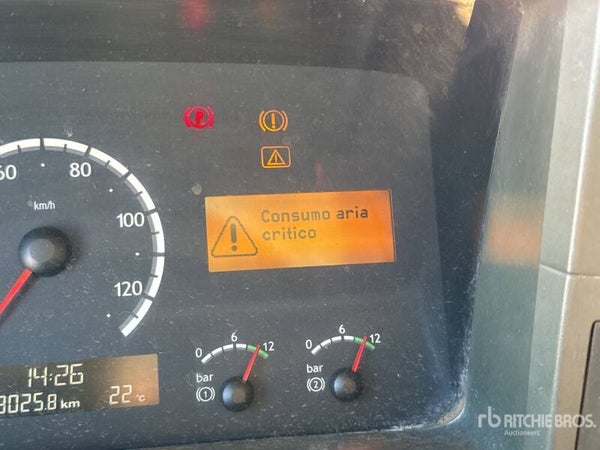 60
80
100
120
km/h
P
Consumo aria
critico
0
6
12
bar
1
0
6
12
bar
2
14:26
8025.8 km
22 °C
rb RITCHIE BROS.
Auctioneers